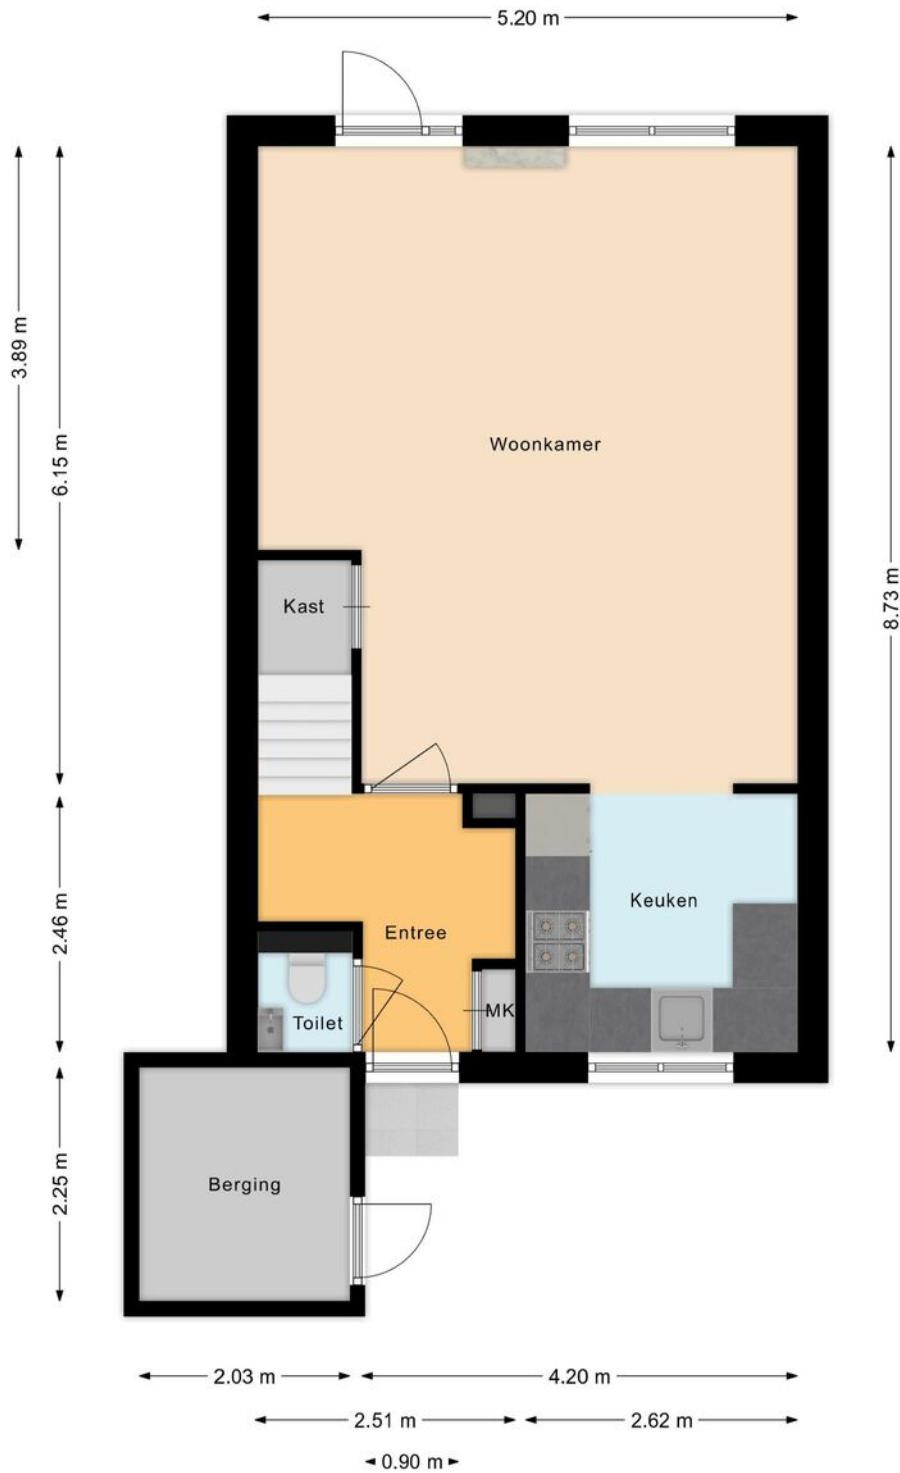 5.20 m
3.89 m
6.15 m
8.73 m
Woonkamer
Kast
Keuken
2.46 m
Entree
MK
Toilet
2.25 m
Berging
2.03 m
4.20 m
2.51 m
2.62 m
0.90 m